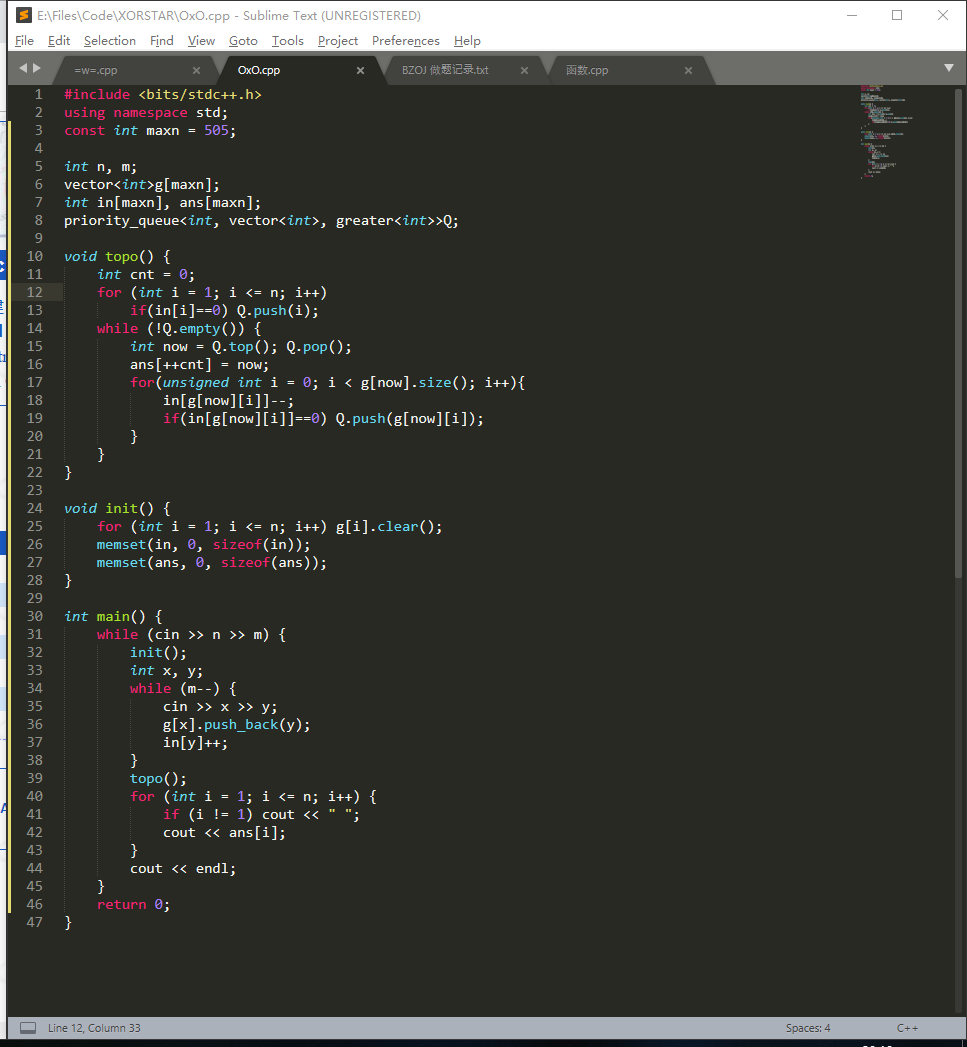 E:\Files\Code\XORSTAR\OxO.cpp - Sublime Text (UNREGISTERED)
File Edit Selection Find View Goto Tools Project Preferences Help
=w=.cpp OxO.cpp BZOJ 做题记录.txt 函数.cpp
1 #include <bits/stdc++.h>
2 using namespace std;
3 const int maxn = 505;
4
5 int n, m;
6 vector<int>g[maxn];
7 int in[maxn], ans[maxn];
8 priority_queue<int, vector<int>, greater<int>>Q;
9
10 void topo() {
11     int cnt = 0;
12     for (int i = 1; i <= n; i++)
13         if(in[i]==0) Q.push(i);
14     while (!Q.empty()) {
15         int now = Q.top(); Q.pop();
16         ans[++cnt] = now;
17         for(unsigned int i = 0; i < g[now].size(); i++){
18             in[g[now][i]]--;
19             if(in[g[now][i]]==0) Q.push(g[now][i]);
20         }
21     }
22 }
23
24 void init() {
25     for (int i = 1; i <= n; i++) g[i].clear();
26     memset(in, 0, sizeof(in));
27     memset(ans, 0, sizeof(ans));
28 }
29
30 int main() {
31     while (cin >> n >> m) {
32         init();
33         int x, y;
34         while (m--) {
35             cin >> x >> y;
36             g[x].push_back(y);
37             in[y]++;
38         }
39         topo();
40         for (int i = 1; i <= n; i++) {
41             if (i != 1) cout << " ";
42             cout << ans[i];
43         }
44         cout << endl;
45     }
46     return 0;
47 }
Line 12, Column 33 Spaces: 4 C++